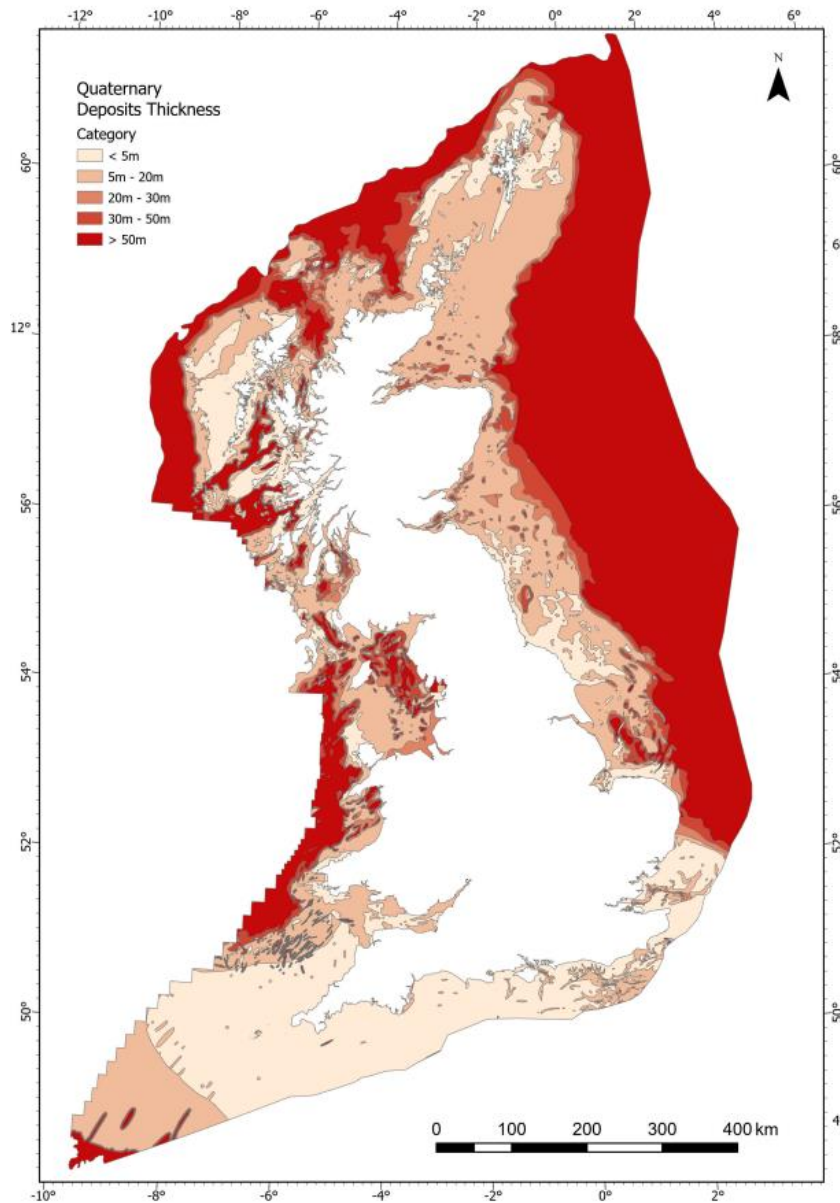 -12° -10° -8° -6° -4° -2° 0° 2° 4° 6°
N
Quaternary
Deposits Thickness
Category
< 5m
5m - 20m
20m - 30m
30m - 50m
> 50m
60° 60°
6
12° 58°
56° 56°
54° 54°
52° 52°
50° 50°
4
0 100 200 300 400 km
-10° -8° -6° -4° -2° 0° 2°